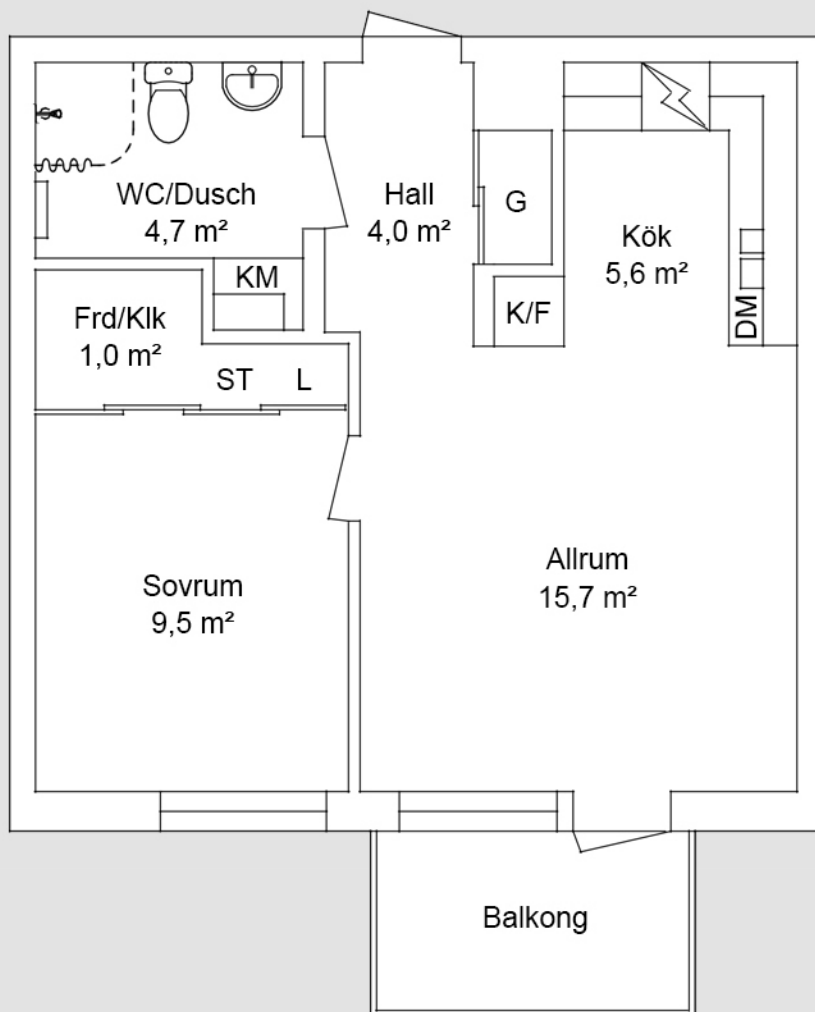 WC/Dusch
4,7 m²
Hall
4,0 m²
G
Kök
5,6 m²
KM
K/F
DM
Frd/Klk
1,0 m²
ST
L
Sovrum
9,5 m²
Allrum
15,7 m²
Balkong